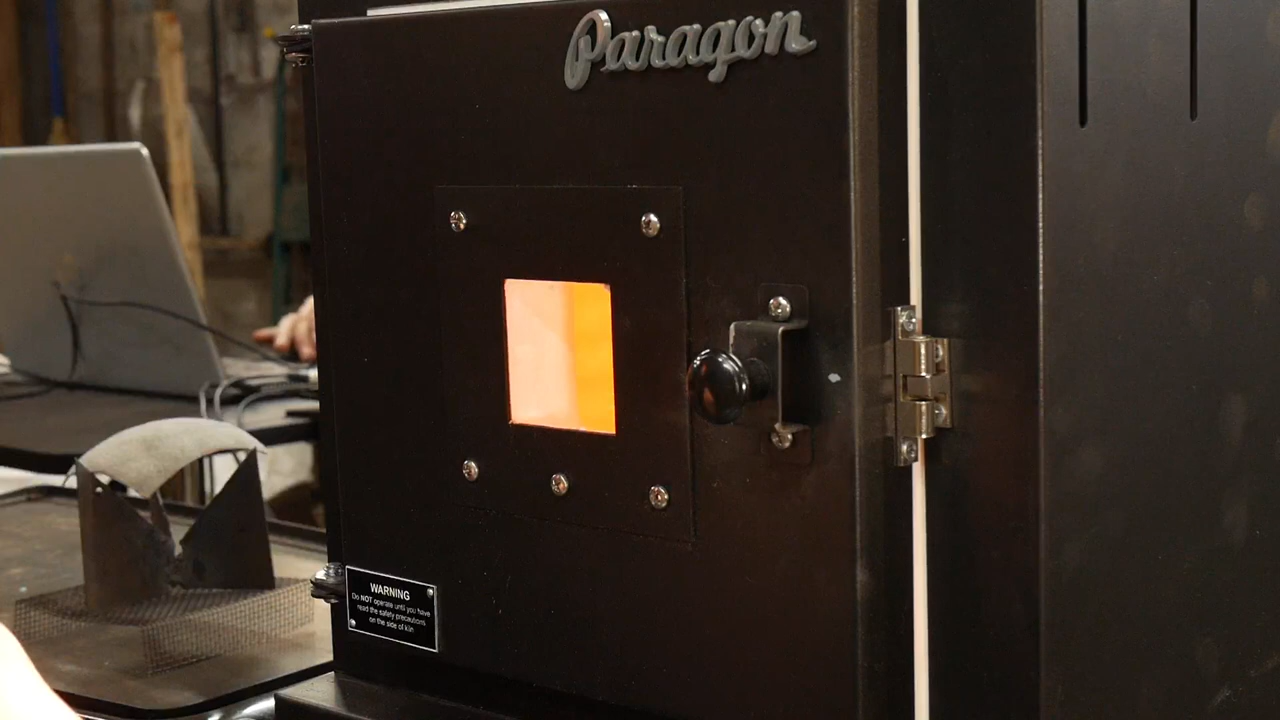 Paragon
WARNING
Do NOT operate until you have
read the safety precautions
on the side of kiln